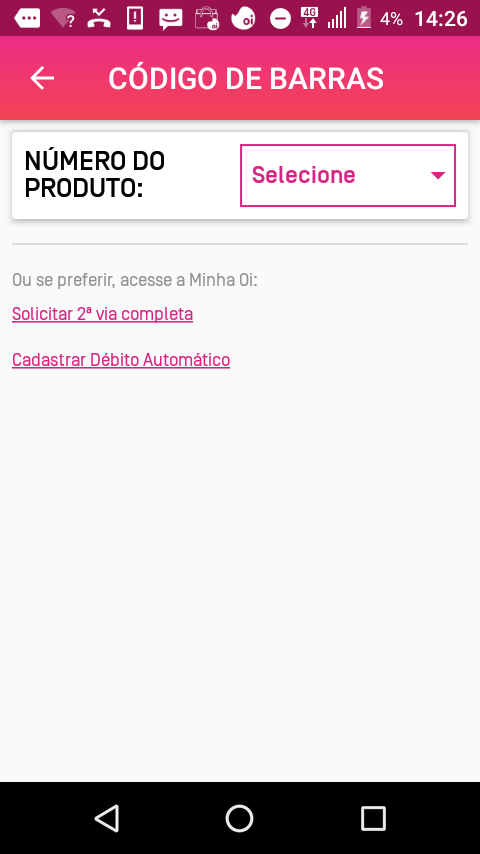 4G 4% 14:26
CÓDIGO DE BARRAS
NÚMERO DO
PRODUTO:
Selecione
Ou se preferir, acesse a Minha Oi:
Solicitar 2ª via completa
Cadastrar Débito Automático